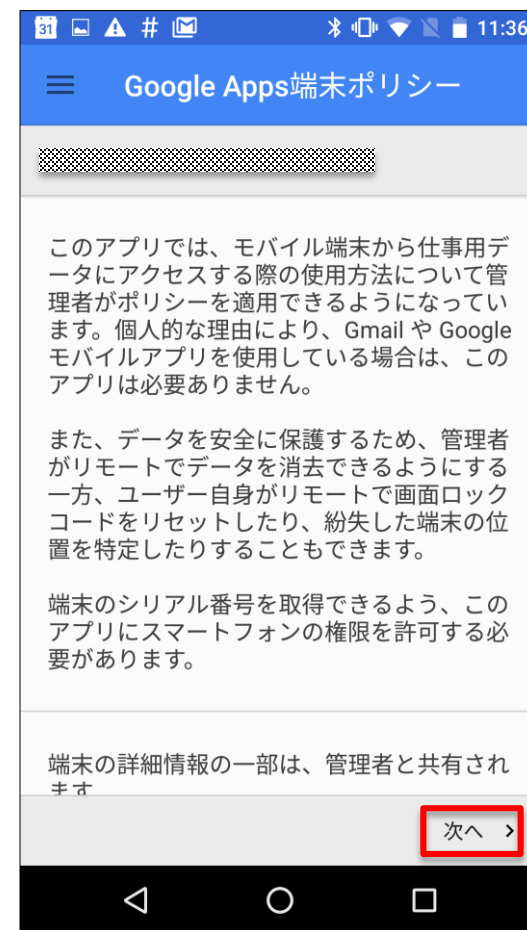 31 # 11:36
Google Apps端末ポリシー
このアプリでは、モバイル端末から仕事用デ
ータにアクセスする際の使用方法について管
理者がポリシーを適用できるようになってい
ます。個人的な理由により、Gmail や Google
モバイルアプリを使用している場合は、この
アプリは必要ありません。
また、データを安全に保護するため、管理者
がリモートでデータを消去できるようにする
一方、ユーザー自身がリモートで画面ロック
コードをリセットしたり、紛失した端末の位
置を特定したりすることもできます。
端末のシリアル番号を取得できるよう、この
アプリにスマートフォンの権限を許可する必
要があります。
端末の詳細情報の一部は、管理者と共有され
ます
次へ